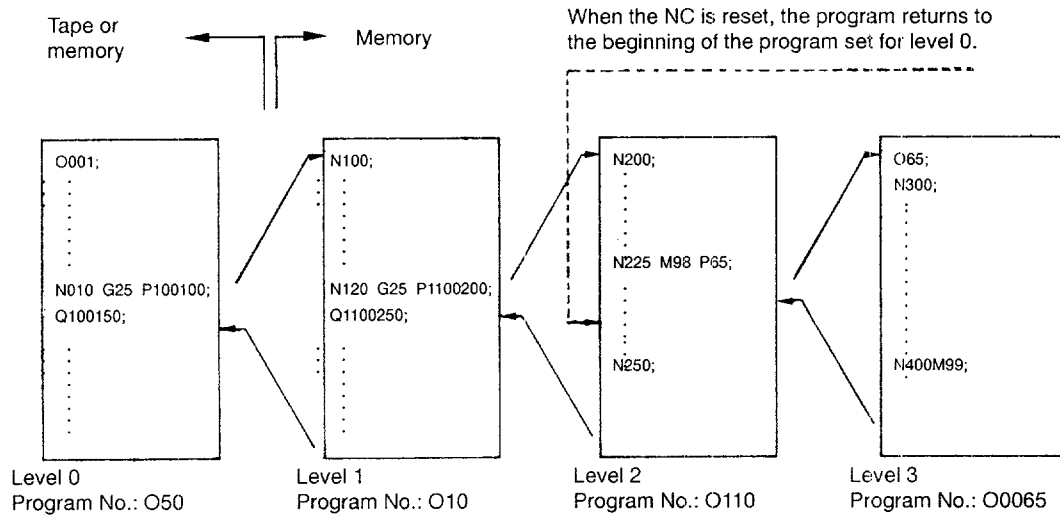 Tape or
memory
Memory
When the NC is reset, the program returns to
the beginning of the program set for level 0.
O001;
N010 G25 P100100;
Q100150;
Level 0
Program No.: O50
N100;
N120 G25 P1100200;
Q1100250;
Level 1
Program No.: O10
N200;
N225 M98 P65;
N250;
Level 2
Program No.: O110
O65;
N300;
N400M99;
Level 3
Program No.: O0065